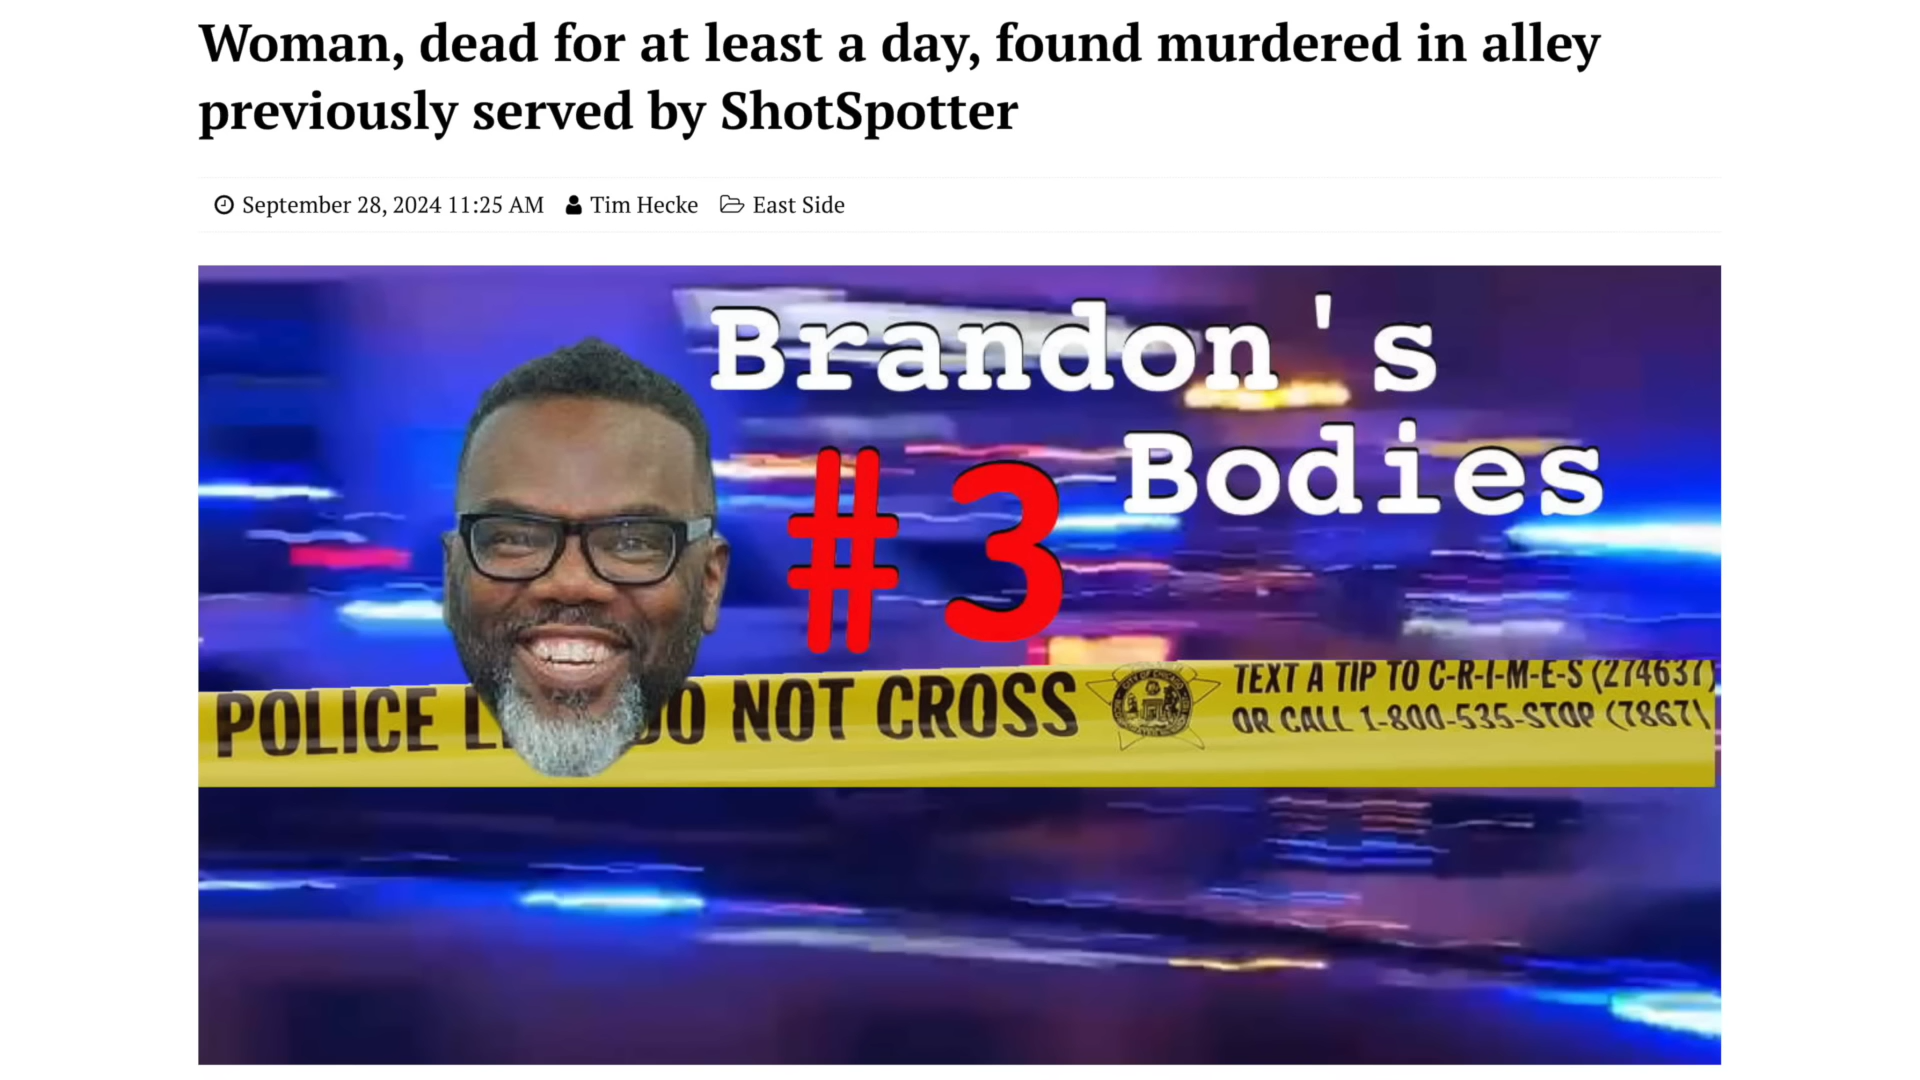 Woman, dead for at least a day, found murdered in alley
previously served by ShotSpotter
September 28, 2024 11:25 AM Tim Hecke East Side
Brandon's
#3 Bodies
POLICE L DO NOT CROSS
TEXT A TIP TO C-R-I-M-E-S (274637)
OR CALL 1-800-535-STOP (7867)